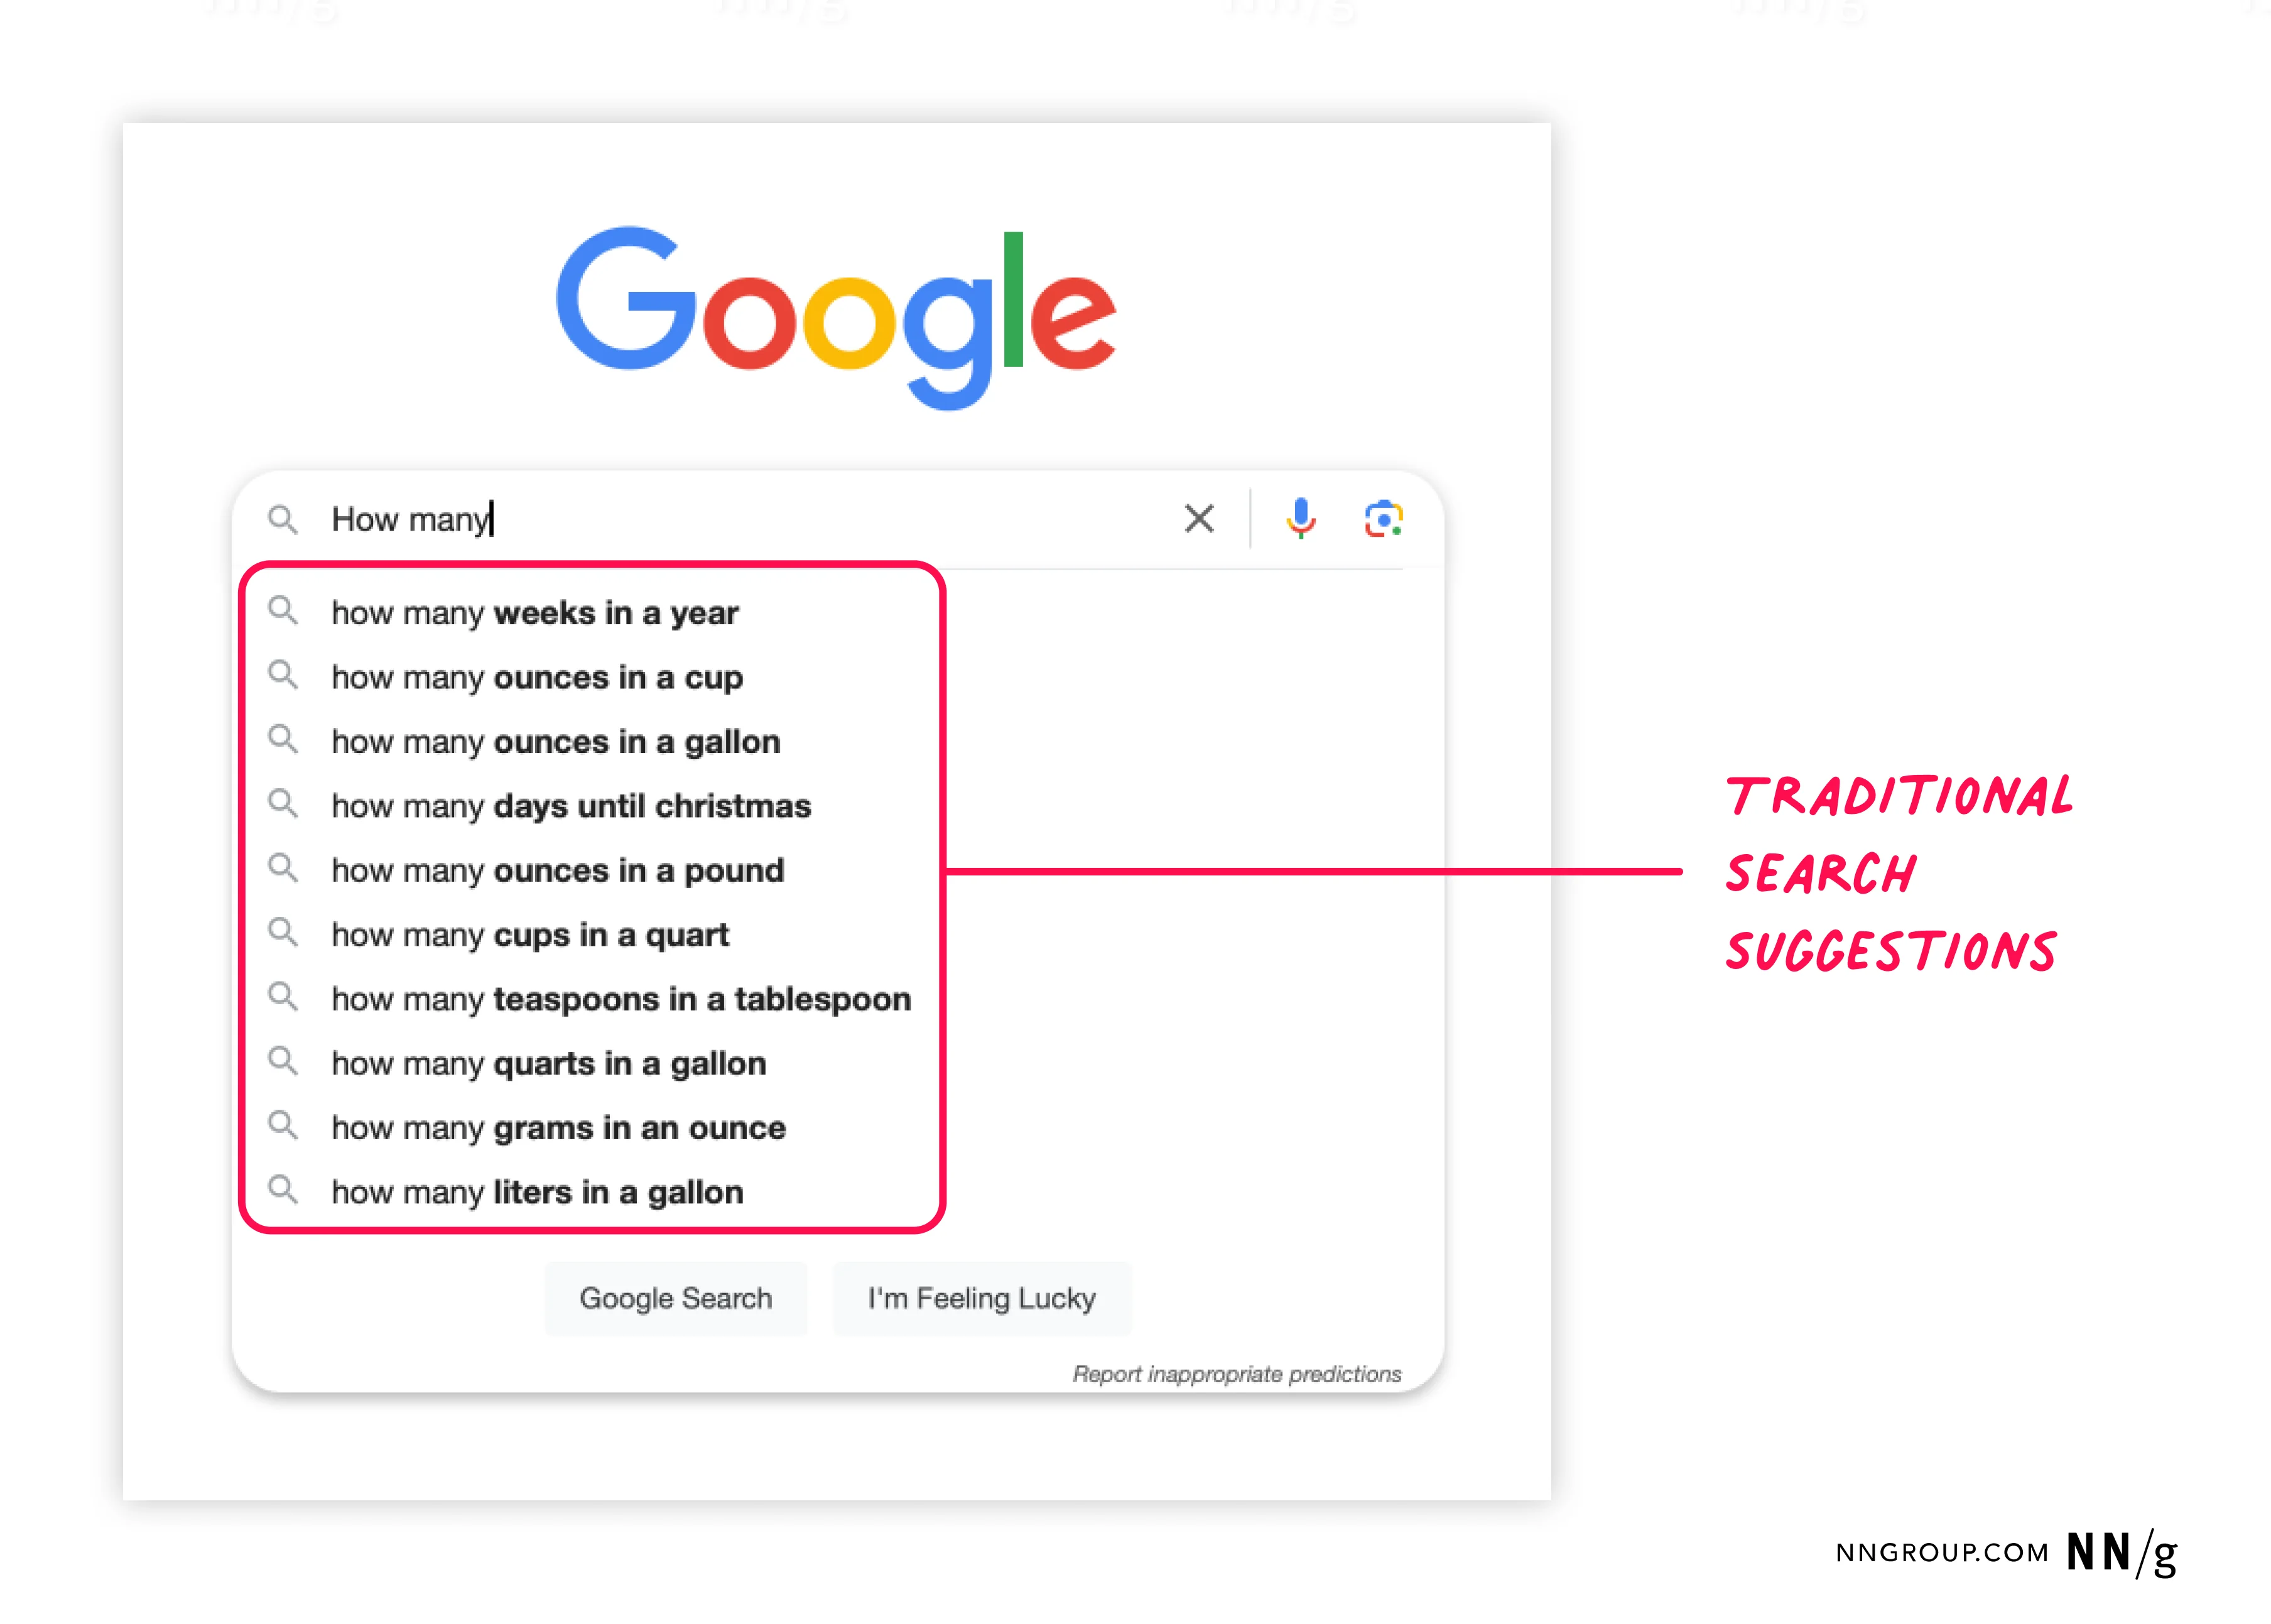 Google
How many
how many weeks in a year
how many ounces in a cup
how many ounces in a gallon
how many days until christmas
how many ounces in a pound
how many cups in a quart
how many teaspoons in a tablespoon
how many quarts in a gallon
how many grams in an ounce
how many liters in a gallon
TRADITIONAL
SEARCH
SUGGESTIONS
Google Search
I'm Feeling Lucky
Report inappropriate predictions
NNGROUP.COM NN/g